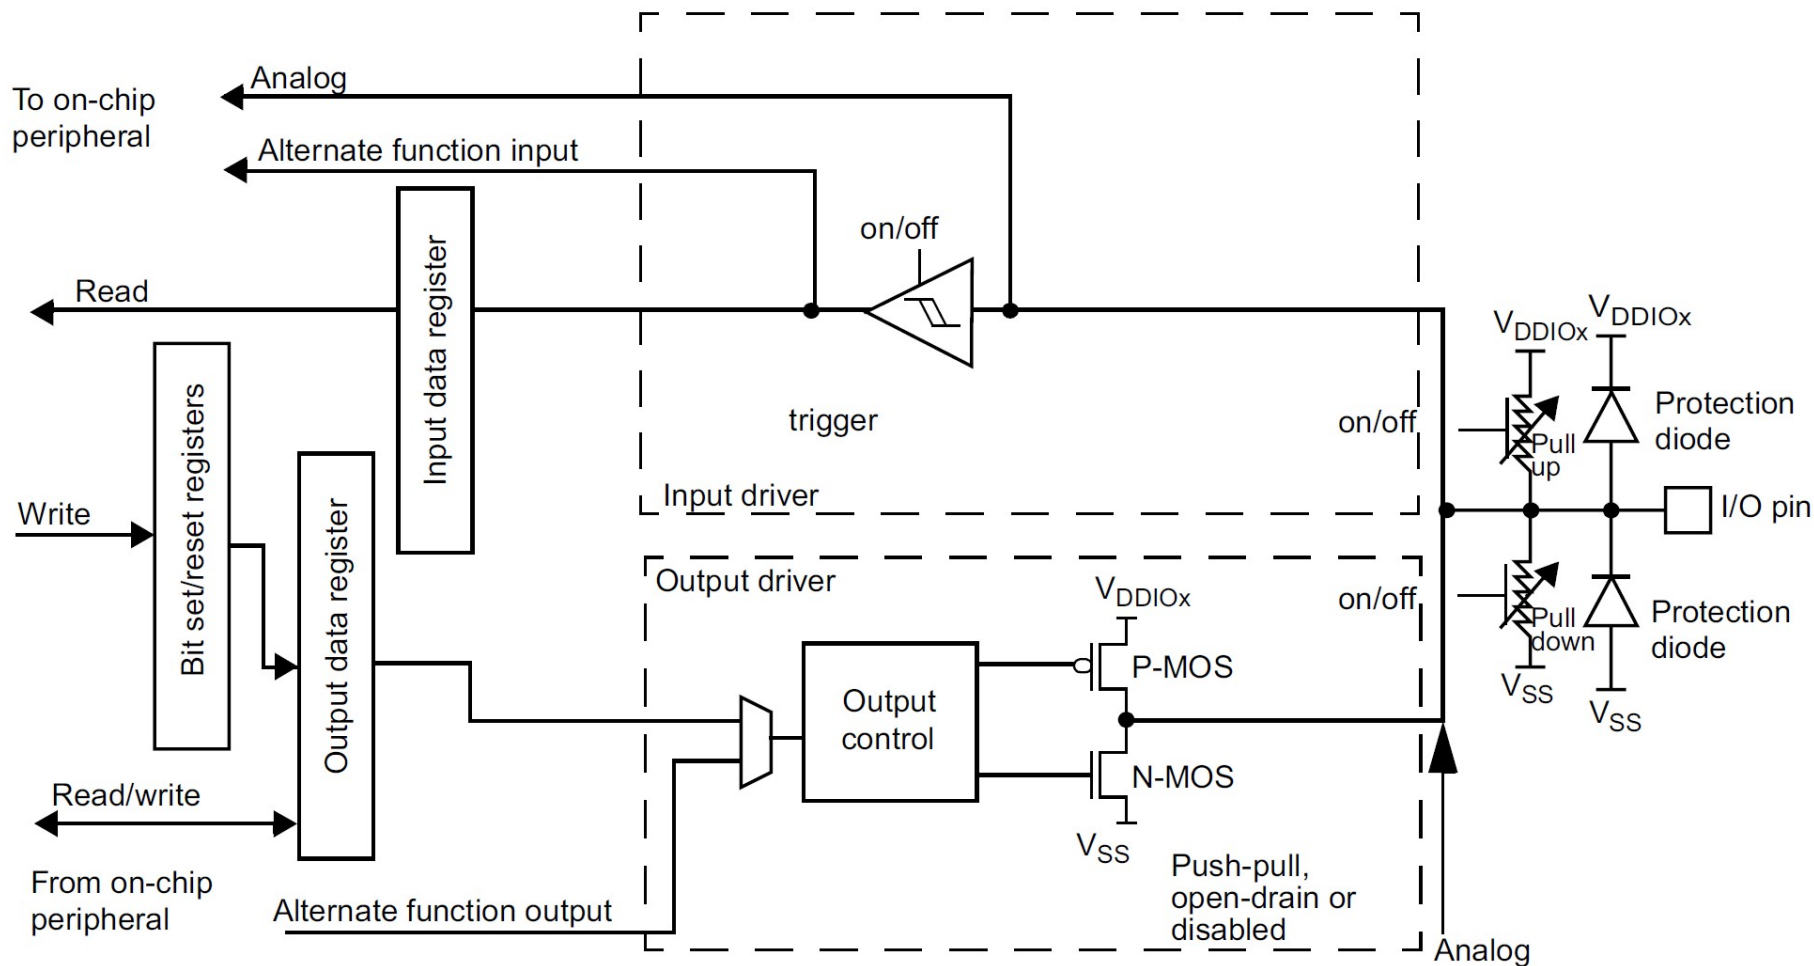 Analog
To on-chip
peripheral
Alternate function input
on/off
Read
Input data register
trigger
Input driver
VDDIOx
VDDIOx
on/off
Pull
up
Protection
diode
I/O pin
Write
Bit set/reset registers
Output data register
Output driver
VDDIOx
on/off
Pull
down
Protection
diode
VSS
VSS
P-MOS
Output
control
N-MOS
VSS
Read/write
From on-chip
peripheral
Alternate function output
Push-pull,
open-drain or
disabled
Analog